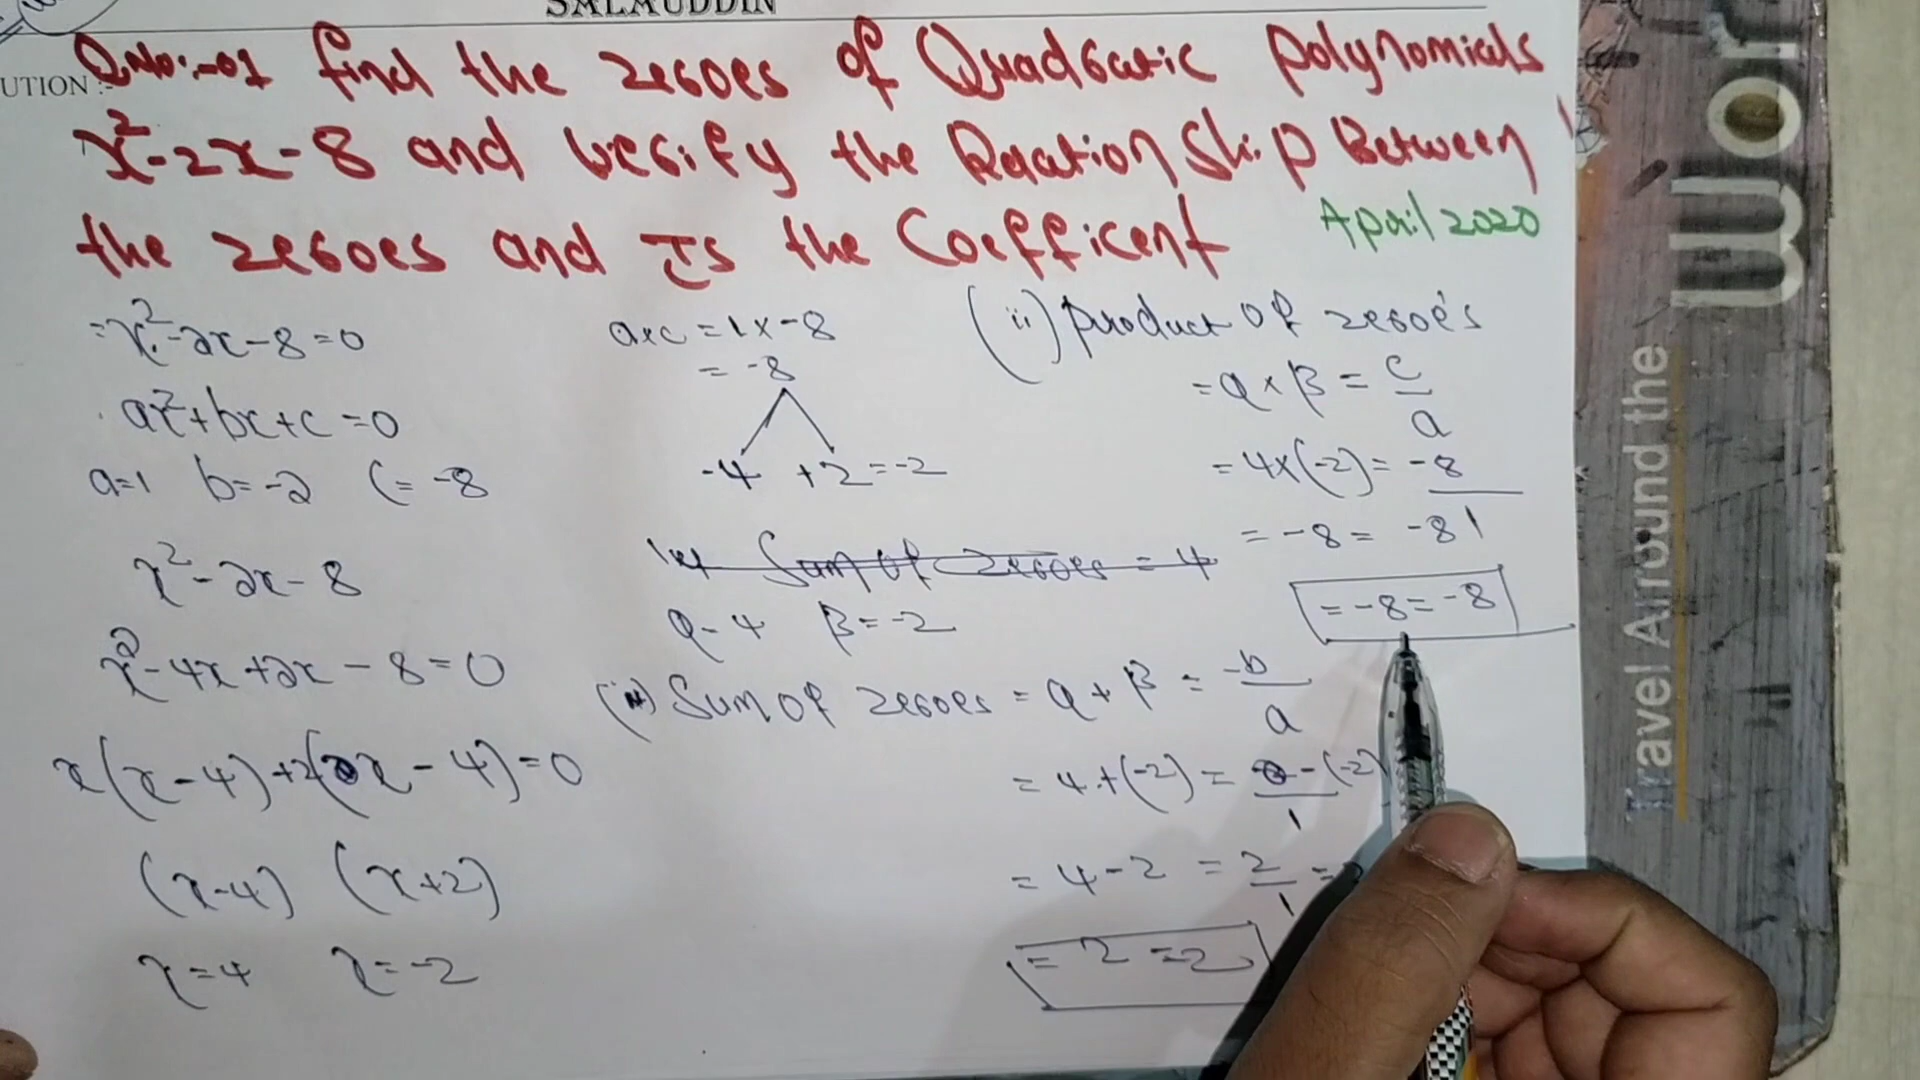 SALAUDDIN
UTION :-
Q.No:-01 find the zeroes of Quadratic Polynomials
x²-2x-8 and verify the Raction Ship Between
the zeroes and Its the Coefficent
April 2020
= x²-2x-8=0
ax²+bx+c=0
a=1 b=-2 c=-8
x²-2x-8
x²-4x+2x-8=0
x(x-4)+2(x-4)=0
(x-4) (x+2)
x=4 x=-2
a×c = 1×-8
= -8
-4 +2=-2
Sum of Zeroes = 4
α-4 β=-2
Sum of zeroes = α+β = -b/a
= 4+(-2) = -(-2)/1
= 4-2 = 2/1 =
= 2 =2
(ii) product of zeroe's
= α×β = c/a
= 4×(-2) = -8/1
= -8 = -8
= -8 = -8
Travel Arround the
Wor